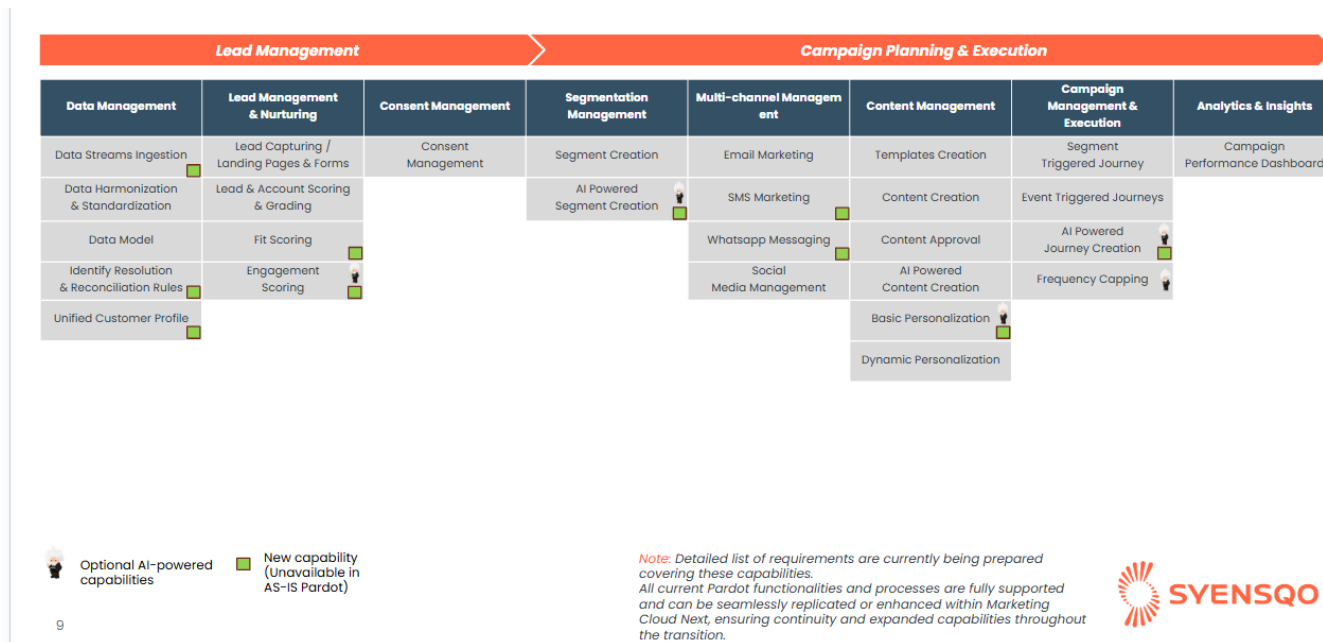 Lead Management
Campaign Planning & Execution
Data Management
Lead Management
& Nurturing
Consent Management
Segmentation
Management
Multi-channel Managem
ent
Content Management
Campaign
Management &
Execution
Analytics & Insights
Data Streams Ingestion
Lead Capturing /
Landing Pages & Forms
Consent
Management
Segment Creation
Email Marketing
Templates Creation
Segment
Triggered Journey
Campaign
Performance Dashboard
Data Harmonization
& Standardization
Lead & Account Scoring
& Grading
AI Powered
Segment Creation
SMS Marketing
Content Creation
Event Triggered Journeys
Data Model
Fit Scoring
Whatsapp Messaging
Content Approval
AI Powered
Journey Creation
Identify Resolution
& Reconciliation Rules
Engagement
Scoring
Social
Media Management
AI Powered
Content Creation
Frequency Capping
Unified Customer Profile
Basic Personalization
Dynamic Personalization
Optional AI-powered
capabilities
New capability
(Unavailable in
AS-IS Pardot)
Note: Detailed list of requirements are currently being prepared
covering these capabilities.
All current Pardot functionalities and processes are fully supported
and can be seamlessly replicated or enhanced within Marketing
Cloud Next, ensuring continuity and expanded capabilities throughout
the transition.
SYENSQO
9